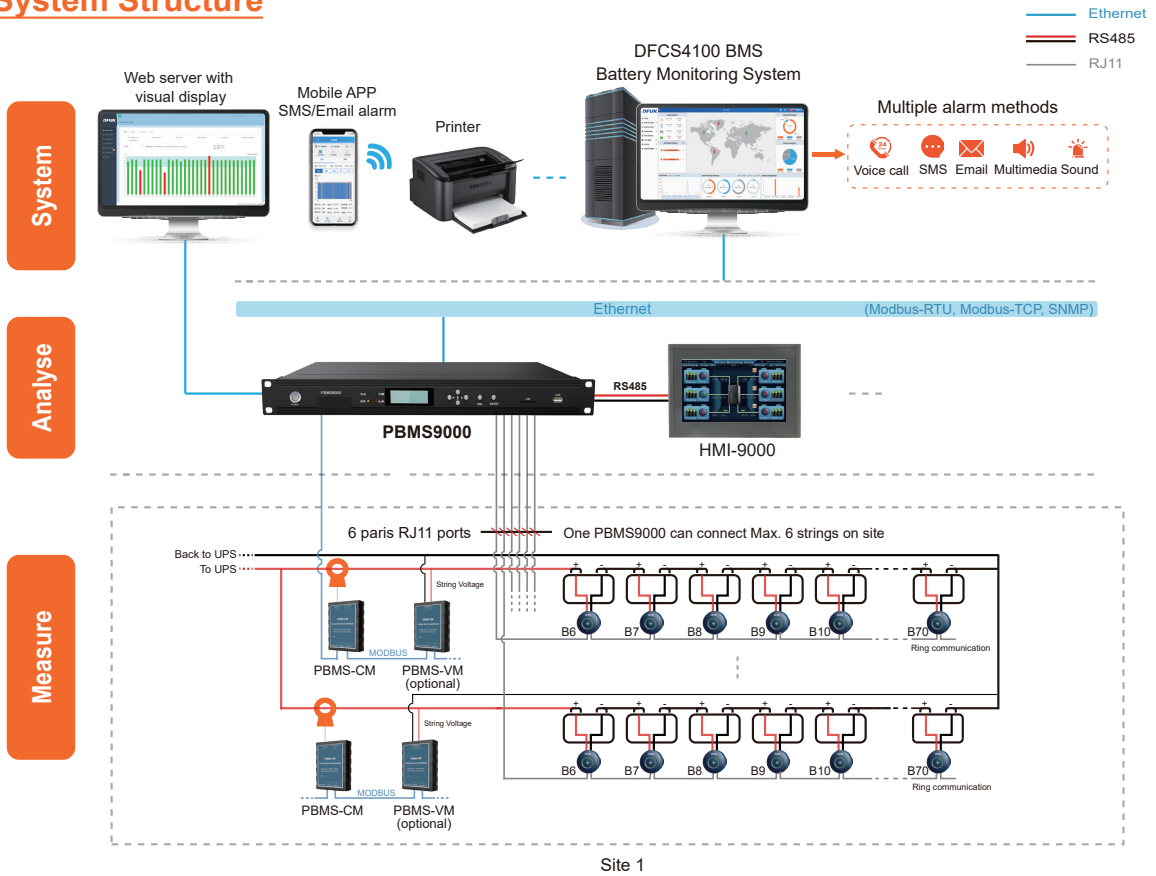 System Structure
Ethernet
RS485
RJ11
DFCS4100 BMS
Battery Monitoring System
Web server with
visual display
Mobile APP
SMS/Email alarm
Printer
Multiple alarm methods
24
Voice call
SMS
Email
Multimedia
Sound
System
DFUN
DFUN
Ethernet
(Modbus-RTU, Modbus-TCP, SNMP)
Analyse
PBMS9000
RS485
PBMS9000
HMI-9000
Measure
6 paris RJ11 ports
One PBMS9000 can connect Max. 6 strings on site
Back to UPS
To UPS
String Voltage
+ - + - + - + - + - + -
B6
B7
B8
B9
B10
B70
Ring communication
MODBUS
PBMS-CM
PBMS-VM
(optional)
String Voltage
+ - + - + - + - + - + -
B6
B7
B8
B9
B10
B70
Ring communication
MODBUS
PBMS-CM
PBMS-VM
(optional)
Site 1